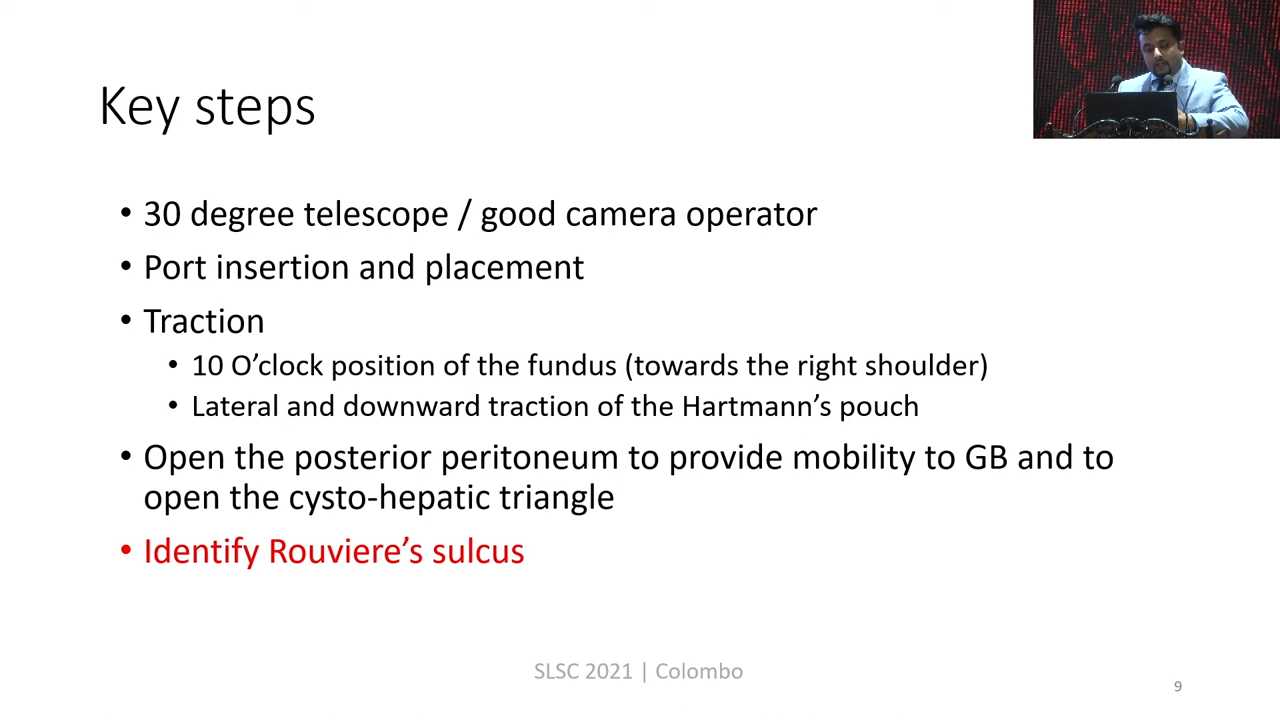 Key steps
• 30 degree telescope / good camera operator
• Port insertion and placement
• Traction
• 10 O’clock position of the fundus (towards the right shoulder)
• Lateral and downward traction of the Hartmann’s pouch
• Open the posterior peritoneum to provide mobility to GB and to
open the cysto-hepatic triangle
• Identify Rouviere’s sulcus
SLSC 2021 | Colombo
9